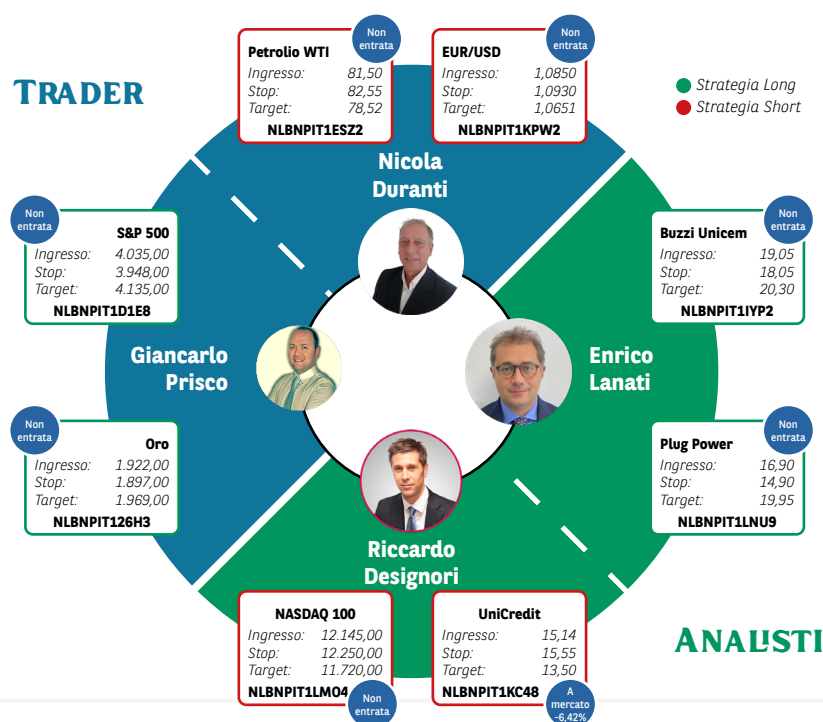 TRADER
Non
entrata
Petrolio WTI
Ingresso: 81,50
Stop: 82,55
Target: 78,52
NLBNPIT1ESZ2
Non
entrata
EUR/USD
Ingresso: 1,0850
Stop: 1,0930
Target: 1,0651
NLBNPIT1KPW2
Strategia Long
Strategia Short
Nicola
Duranti
Non
entrata
S&P 500
Ingresso: 4.035,00
Stop: 3.948,00
Target: 4.135,00
NLBNPIT1D1E8
Non
entrata
Buzzi Unicem
Ingresso: 19,05
Stop: 18,05
Target: 20,30
NLBNPIT1IYP2
Giancarlo
Prisco
Enrico
Lanati
Non
entrata
Oro
Ingresso: 1.922,00
Stop: 1.897,00
Target: 1.969,00
NLBNPIT126H3
Non
entrata
Plug Power
Ingresso: 16,90
Stop: 14,90
Target: 19,95
NLBNPIT1LNU9
Riccardo
Designori
NASDAQ 100
Ingresso: 12.145,00
Stop: 12.250,00
Target: 11.720,00
NLBNPIT1LMO4
Non
entrata
UniCredit
Ingresso: 15,14
Stop: 15,55
Target: 13,50
NLBNPIT1KC48
A
mercato
-6,42%
ANALISTI